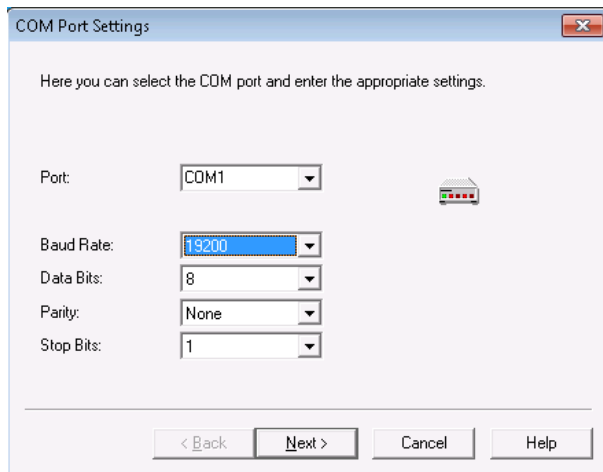 COM Port Settings
Here you can select the COM port and enter the appropriate settings.
Port: COM1
Baud Rate: 19200
Data Bits: 8
Parity: None
Stop Bits: 1
< Back Next > Cancel Help